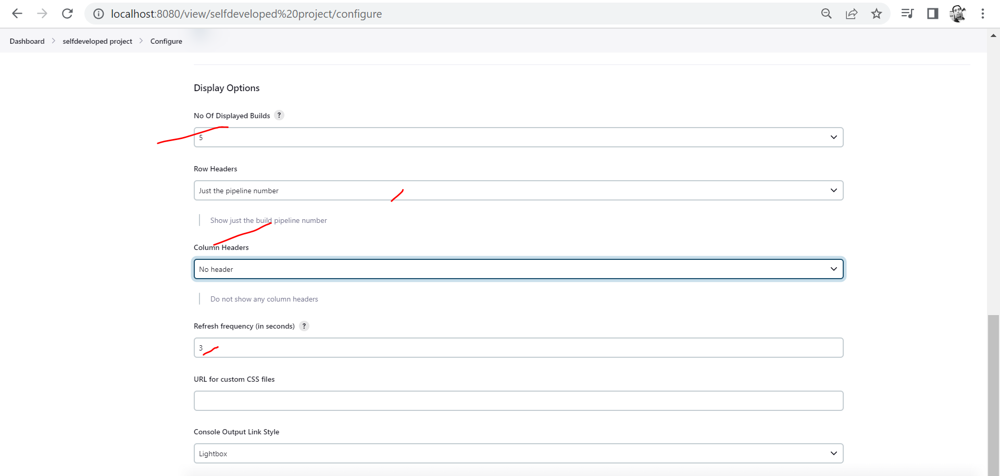 localhost:8080/view/selfdeveloped%20project/configure
Dashboard > selfdeveloped project > Configure
Display Options
No Of Displayed Builds ?
5
Row Headers
Just the pipeline number
Show just the build pipeline number
Column Headers
No header
Do not show any column headers
Refresh frequency (in seconds) ?
3
URL for custom CSS files
Console Output Link Style
Lightbox